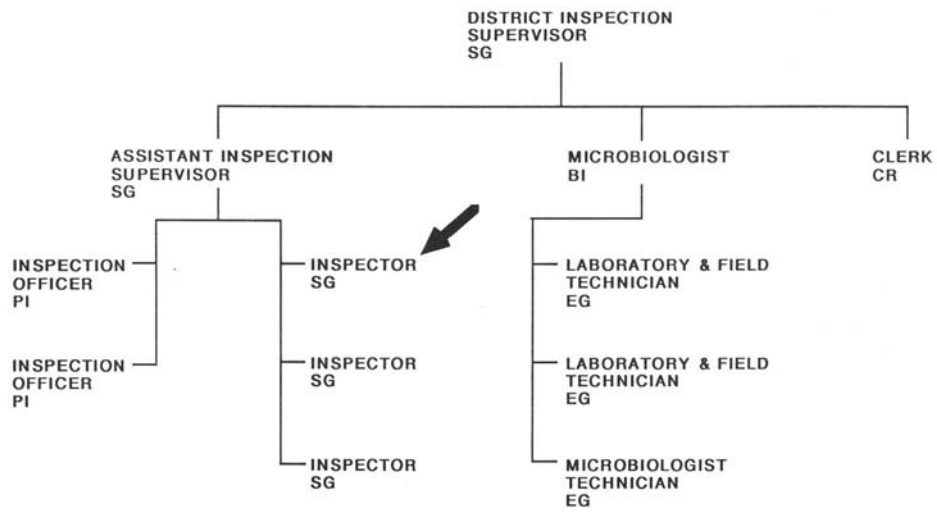 DISTRICT INSPECTION
SUPERVISOR
SG
ASSISTANT INSPECTION
SUPERVISOR
SG
MICROBIOLOGIST
BI
CLERK
CR
INSPECTION
OFFICER
PI
INSPECTOR
SG
LABORATORY & FIELD
TECHNICIAN
EG
INSPECTION
OFFICER
PI
INSPECTOR
SG
LABORATORY & FIELD
TECHNICIAN
EG
INSPECTOR
SG
MICROBIOLOGIST
TECHNICIAN
EG